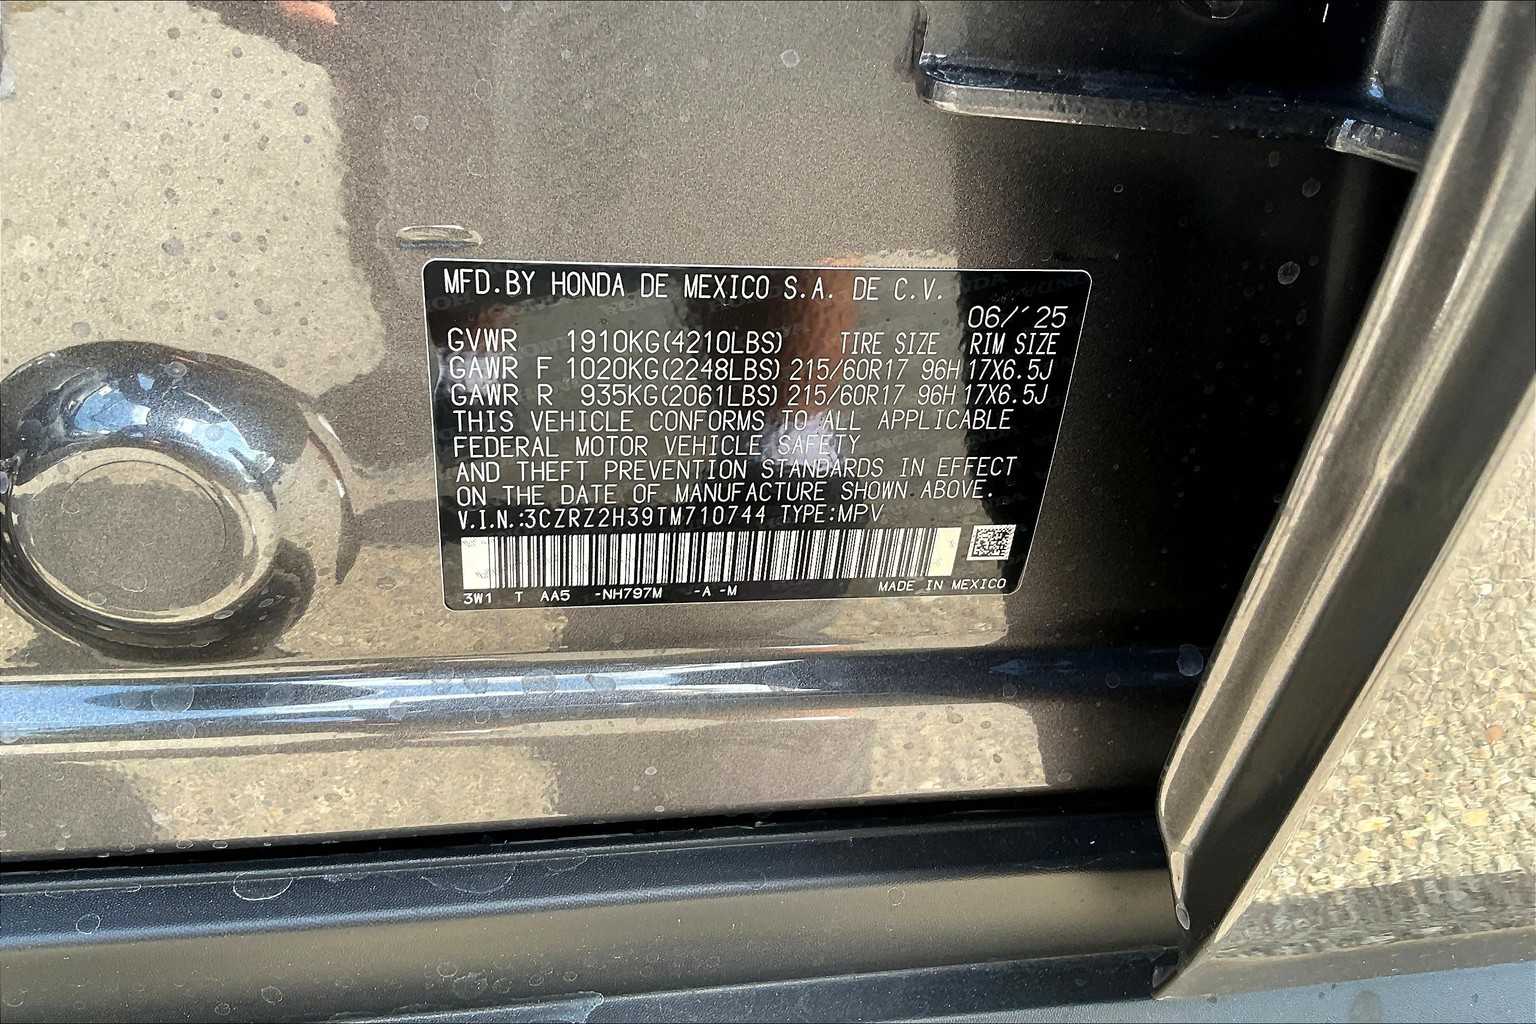 MFD.BY HONDA DE MEXICO S.A. DE C.V.
06/´25
GVWR 1910KG(4210LBS) TIRE SIZE RIM SIZE
GAWR F 1020KG(2248LBS) 215/60R17 96H 17X6.5J
GAWR R 935KG(2061LBS) 215/60R17 96H 17X6.5J
THIS VEHICLE CONFORMS TO ALL APPLICABLE
FEDERAL MOTOR VEHICLE SAFETY
AND THEFT PREVENTION STANDARDS IN EFFECT
ON THE DATE OF MANUFACTURE SHOWN ABOVE.
V.I.N.:3CZRZ2H39TM710744 TYPE:MPV
3W1 T AA5 -NH797M -A -M MADE IN MEXICO